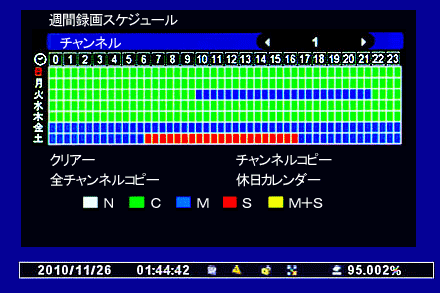 週間録画スケジュール
チャンネル 1
0 1 2 3 4 5 6 7 8 9 10 11 12 13 14 15 16 17 18 19 20 21 22 23
日
月
火
水
木
金
土
クリアー チャンネルコピー
全チャンネルコピー 休日カレンダー
N C M S M+S
2010/11/26 01:44:42 95.002%